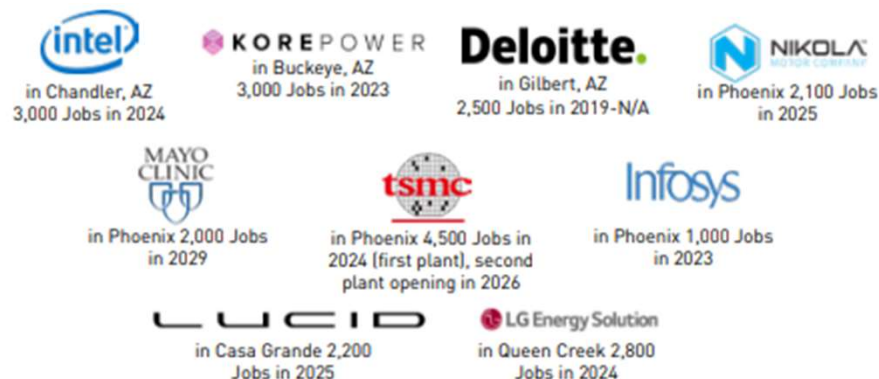 intel
in Chandler, AZ
3,000 Jobs in 2024
KOREPOWER
in Buckeye, AZ
3,000 Jobs in 2023
Deloitte.
in Gilbert, AZ
2,500 Jobs in 2019-N/A
NIKOLA
MOTOR COMPANY
in Phoenix 2,100 Jobs
in 2025
MAYO
CLINIC
in Phoenix 2,000 Jobs
in 2029
tsmc
in Phoenix 4,500 Jobs in
2024 (first plant), second
plant opening in 2026
Infosys
in Phoenix 1,000 Jobs
in 2023
LUCID
in Casa Grande 2,200
Jobs in 2025
LG Energy Solution
in Queen Creek 2,800
Jobs in 2024